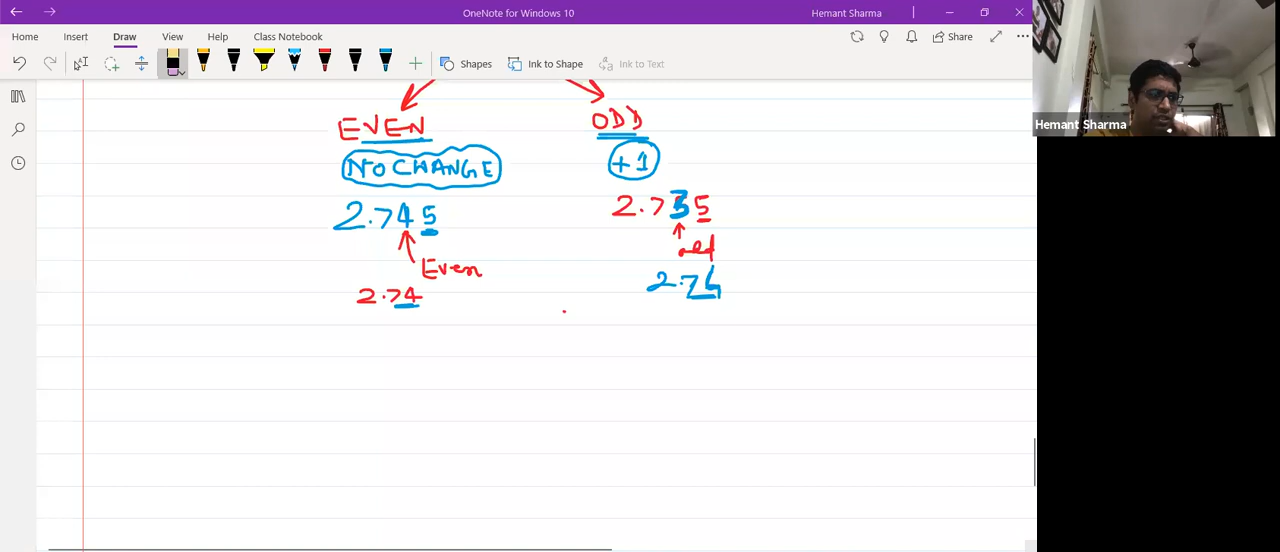 OneNote for Windows 10
Hemant Sharma
Home Insert Draw View Help Class Notebook
Share
Shapes Ink to Shape Ink to Text
Hemant Sharma
EVEN ODD
NO CHANGE +1
2.745 2.735
Even odd
2.74 2.74